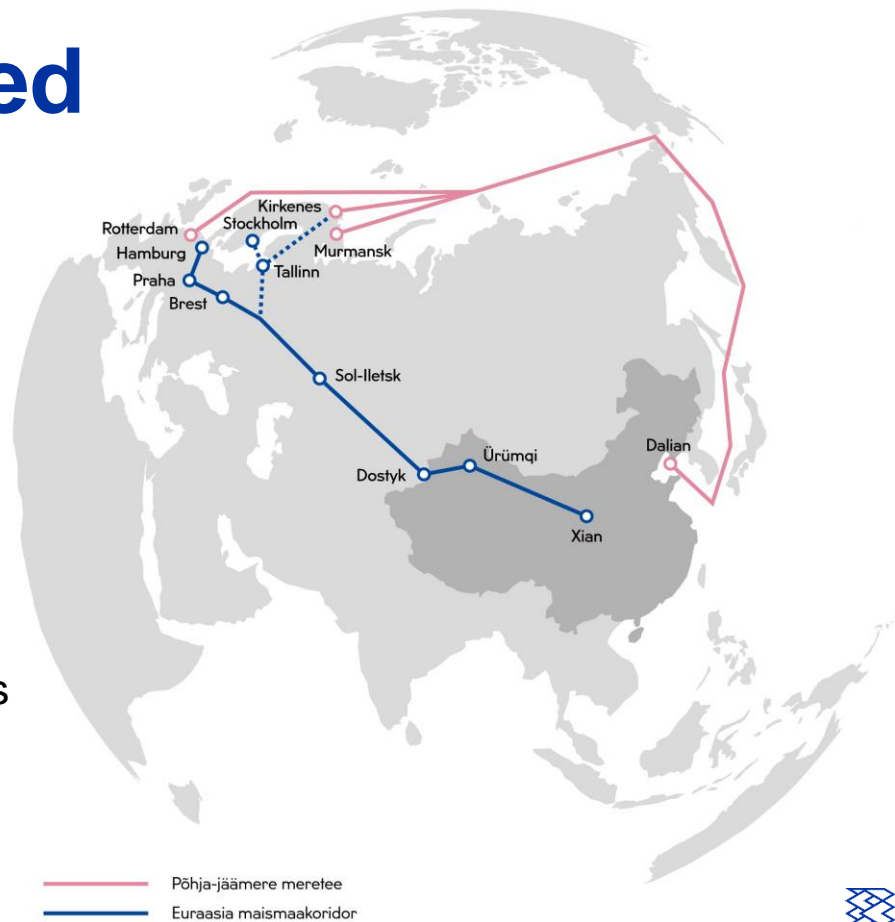 ed
Kirkenes
Stockholm
Rotterdam
Hamburg
Murmansk
Tallinn
Praha
Brest
Sol-Iletsk
Dalian
Ürümqi
Dostyk
Xian
s
Põhja-jäämere meretee
Euraasia maismaakoridor